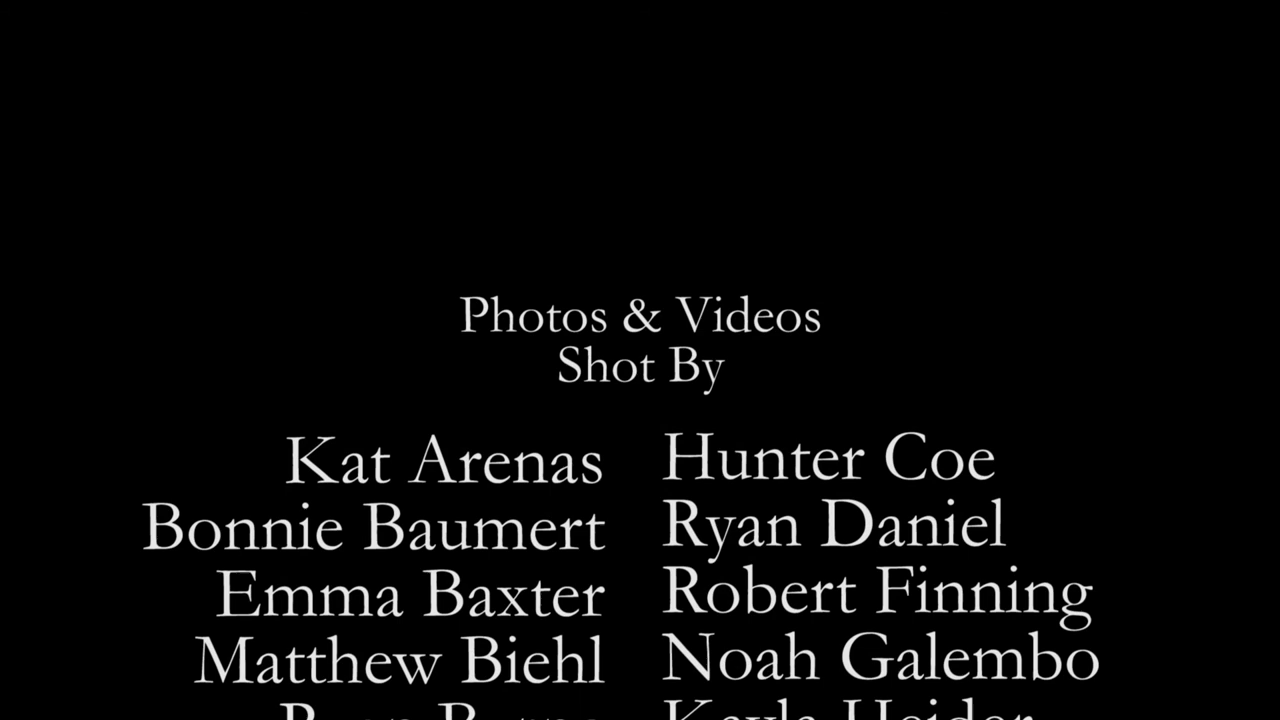 Photos & Videos
Shot By
Kat Arenas
Hunter Coe
Bonnie Baumert
Ryan Daniel
Emma Baxter
Robert Finning
Matthew Biehl
Noah Galembo